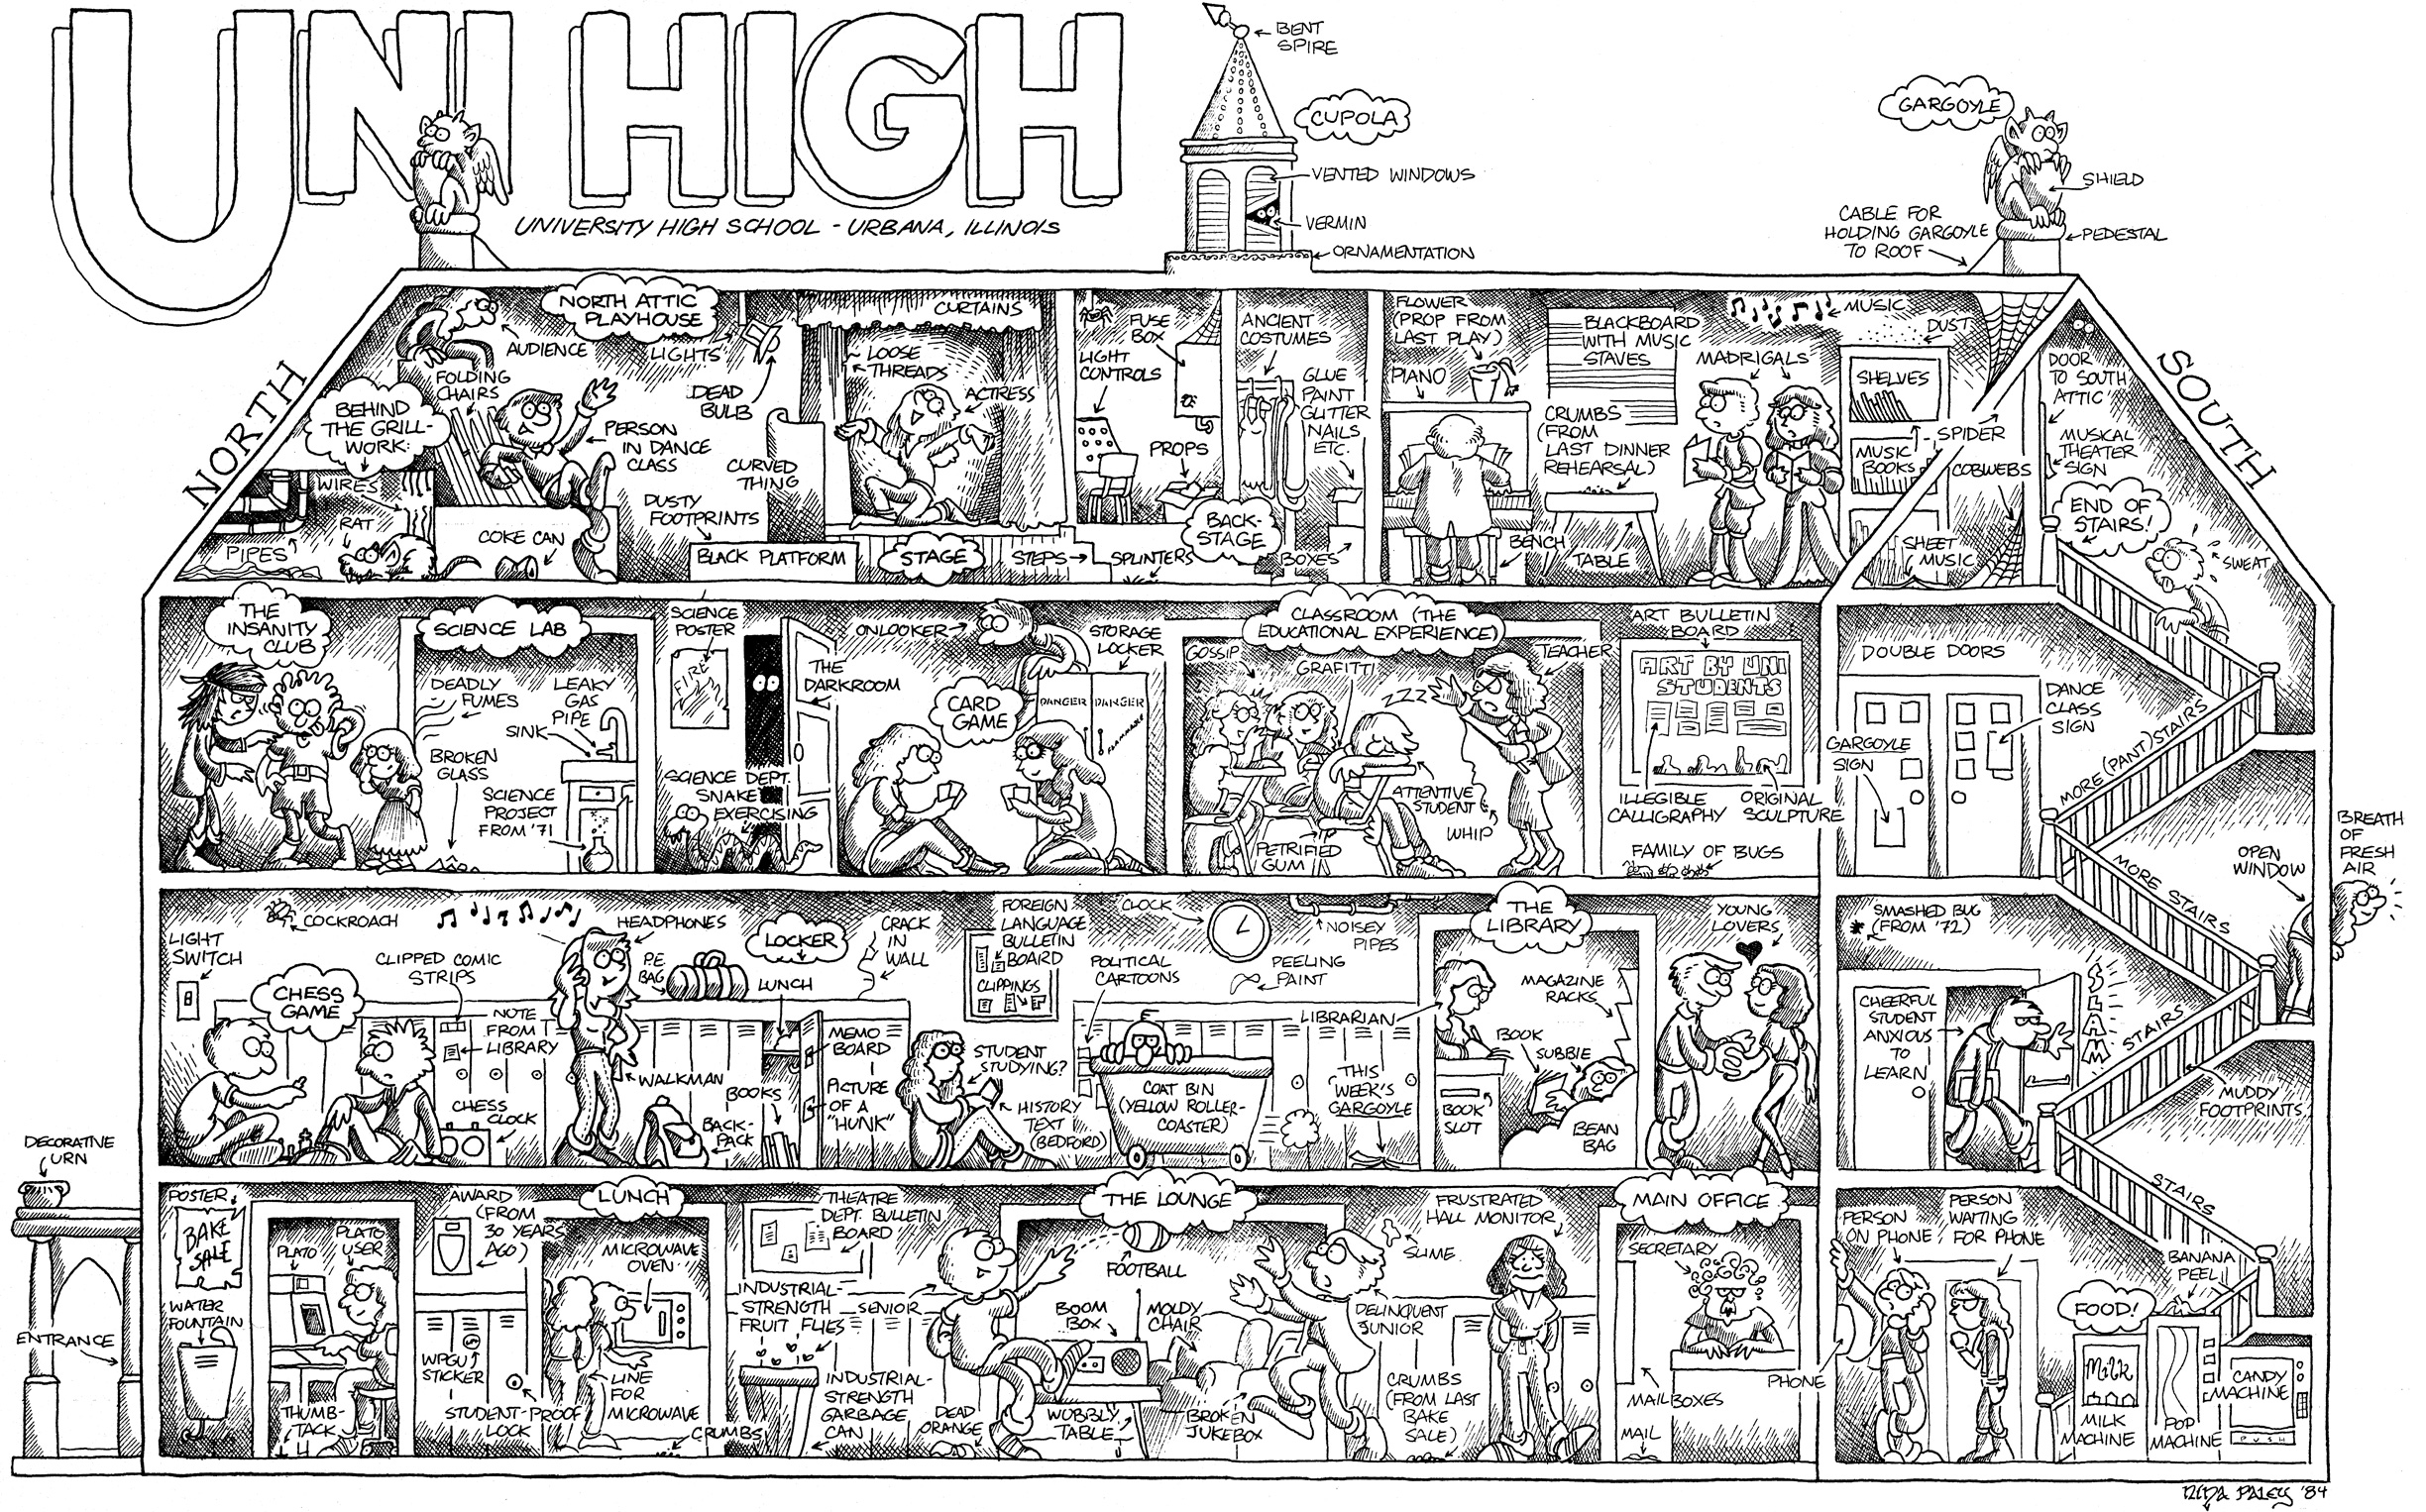 UNI HIGH
UNIVERSITY HIGH SCHOOL - URBANA, ILLINOIS
BENT
SPIRE
CUPOLA
VENTED WINDOWS
VERMIN
ORNAMENTATION
GARGOYLE
SHIELD
CABLE FOR
HOLDING GARGOYLE
TO ROOF
PEDESTAL
NORTH
SOUTH
NORTH ATTIC
PLAYHOUSE
AUDIENCE
LIGHTS
FOLDING
CHAIRS
DEAD
BULB
BEHIND
THE GRILL-
WORK:
WIRES
PERSON
IN DANCE
CLASS
RAT
PIPES
COKE CAN
CURVED
THING
DUSTY
FOOTPRINTS
BLACK PLATFORM
CURTAINS
LOOSE
THREADS
ACTRESS
STAGE
STEPS
SPLINTERS
FUSE
BOX
LIGHT
CONTROLS
PROPS
BACK-
STAGE
ANCIENT
COSTUMES
GLUE
PAINT
GLITTER
NAILS
ETC.
BOXES
FLOWER
(PROP FROM
LAST PLAY)
PIANO
BENCH
BLACKBOARD
WITH MUSIC
STAVES
CRUMBS
(FROM
LAST DINNER
REHEARSAL)
TABLE
MUSIC
MADRIGALS
DUST
SHELVES
MUSIC
BOOKS
SHEET
MUSIC
SPIDER
COBWEBS
DOOR
TO SOUTH
ATTIC
MUSICAL
THEATER
SIGN
END OF
STAIRS!
SWEAT
THE
INSANITY
CLUB
SCIENCE LAB
DEADLY
FUMES
LEAKY
GAS
PIPE
SINK
BROKEN
GLASS
SCIENCE
PROJECT
FROM '71
SCIENCE
POSTER
FIRE
THE
DARKROOM
SCIENCE DEPT.
SNAKE
EXERCISING
ONLOOKER
CARD
GAME
STORAGE
LOCKER
DANGER DANGER
FLAMMABLE
CLASSROOM (THE
EDUCATIONAL EXPERIENCE)
GOSSIP
GRAFITTI
ZZZZ
TEACHER
ATTENTIVE
STUDENT
WHIP
PETRIFIED
GUM
ART BULLETIN
BOARD
ART BY UNI
STUDENTS
ILLEGIBLE
CALLIGRAPHY
ORIGINAL
SCULPTURE
FAMILY OF BUGS
DOUBLE DOORS
DANCE
CLASS
SIGN
GARGOYLE
SIGN
MORE (PANT) STAIRS
MORE STAIRS
OPEN
WINDOW
BREATH
OF
FRESH
AIR
COCKROACH
LIGHT
SWITCH
CHESS
GAME
CLIPPED COMIC
STRIPS
NOTE
FROM
LIBRARY
CHESS
CLOCK
HEADPHONES
WALKMAN
P.E.
BAG
LOCKER
LUNCH
CRACK
IN
WALL
MEMO
BOARD
BOOKS
BACK-
PACK
PICTURE
OF A
"HUNK"
FOREIGN
LANGUAGE
BULLETIN
BOARD
CLIPPINGS
STUDENT
STUDYING?
HISTORY
TEXT
(BEDFORD)
CLOCK
POLITICAL
CARTOONS
NOISEY
PIPES
PEELING
PAINT
COAT BIN
(YELLOW ROLLER-
COASTER)
THIS
WEEK'S
GARGOYLE
THE
LIBRARY
LIBRARIAN
MAGAZINE
RACKS
BOOK
SUBBIE
BOOK
SLOT
BEAN
BAG
YOUNG
LOVERS
SMASHED BUG
(FROM '72)
CHEERFUL
STUDENT
ANXIOUS
TO
LEARN
SLAM
STAIRS
MUDDY
FOOTPRINTS
STAIRS
DECORATIVE
URN
ENTRANCE
POSTER
BAKE
SALE
WATER
FOUNTAIN
PLATO
PLATO
USER
THUMB-
TACK
AWARD
(FROM
30 YEARS
AGO)
WPGU
STICKER
STUDENT-PROOF
LOCK
LUNCH
MICROWAVE
OVEN
LINE
FOR
MICROWAVE
CRUMBS
THEATRE
DEPT. BULLETIN
BOARD
INDUSTRIAL-
STRENGTH
FRUIT FLIES
INDUSTRIAL-
STRENGTH
GARBAGE
CAN
SENIOR
DEAD
ORANGE
THE LOUNGE
FOOTBALL
BOOM
BOX
MOLDY
CHAIR
WOBBLY
TABLE
BROKEN
JUKEBOX
DELINQUENT
JUNIOR
SLIME
FRUSTRATED
HALL MONITOR
CRUMBS
(FROM LAST
BAKE
SALE)
MAIN OFFICE
SECRETARY
MAILBOXES
MAIL
PERSON
ON PHONE
PERSON
WAITING
FOR PHONE
PHONE
BANANA
PEEL
FOOD!
MILK
MILK
MACHINE
POP
MACHINE
CANDY
MACHINE
PUSH
NINA PALEY '84